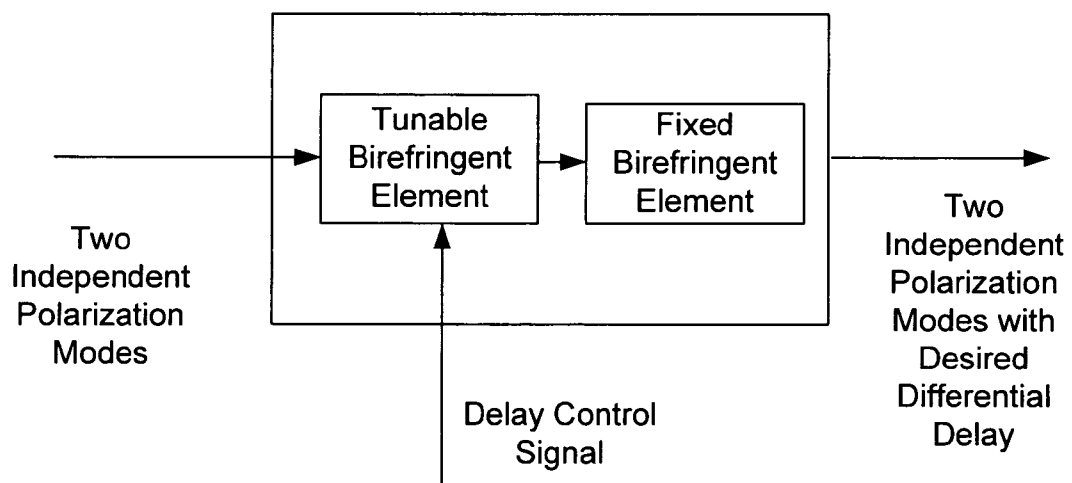 Tunable
Birefringent
Element
Fixed
Birefringent
Element
Two
Independent
Polarization
Modes
Two
Independent
Polarization
Modes with
Desired
Differential
Delay
Delay Control
Signal